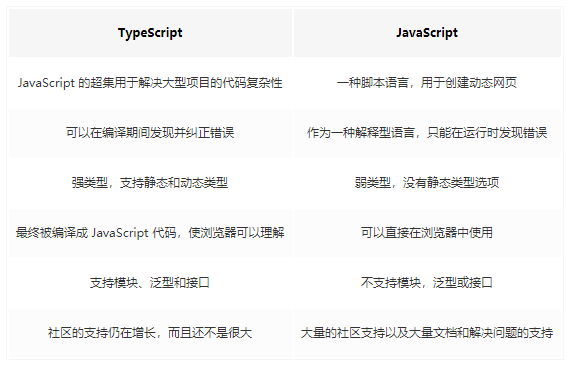 TypeScript JavaScript
JavaScript 的超集用于解决大型项目的代码复杂性 一种脚本语言，用于创建动态网页
可以在编译期间发现并纠正错误 作为一种解释型语言，只能在运行时发现错误
强类型，支持静态和动态类型 弱类型，没有静态类型选项
最终被编译成 JavaScript 代码，使浏览器可以理解 可以直接在浏览器中使用
支持模块、泛型和接口 不支持模块，泛型或接口
社区的支持仍在增长，而且还不是很大 大量的社区支持以及大量文档和解决问题的支持